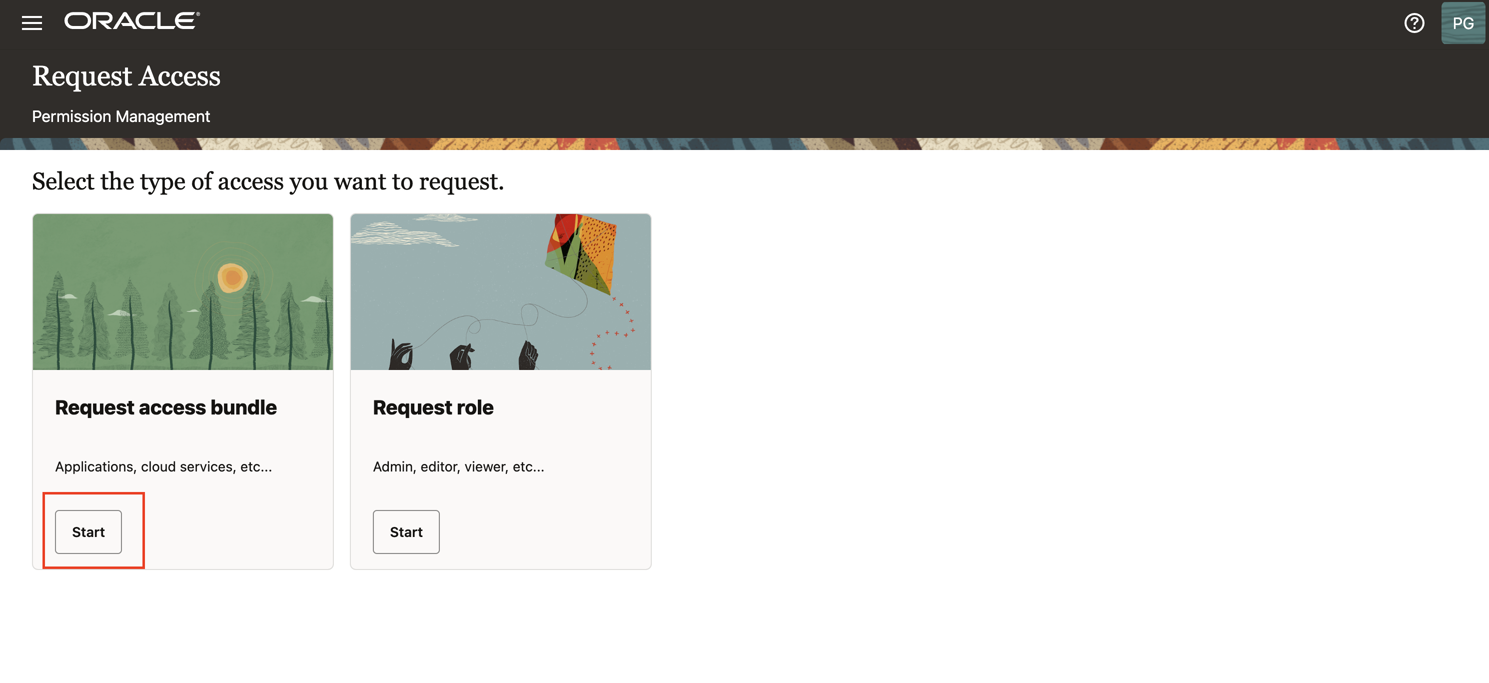 ORACLE®
PG
Request Access
Permission Management
Select the type of access you want to request.
Request access bundle
Applications, cloud services, etc...
Start
Request role
Admin, editor, viewer, etc...
Start